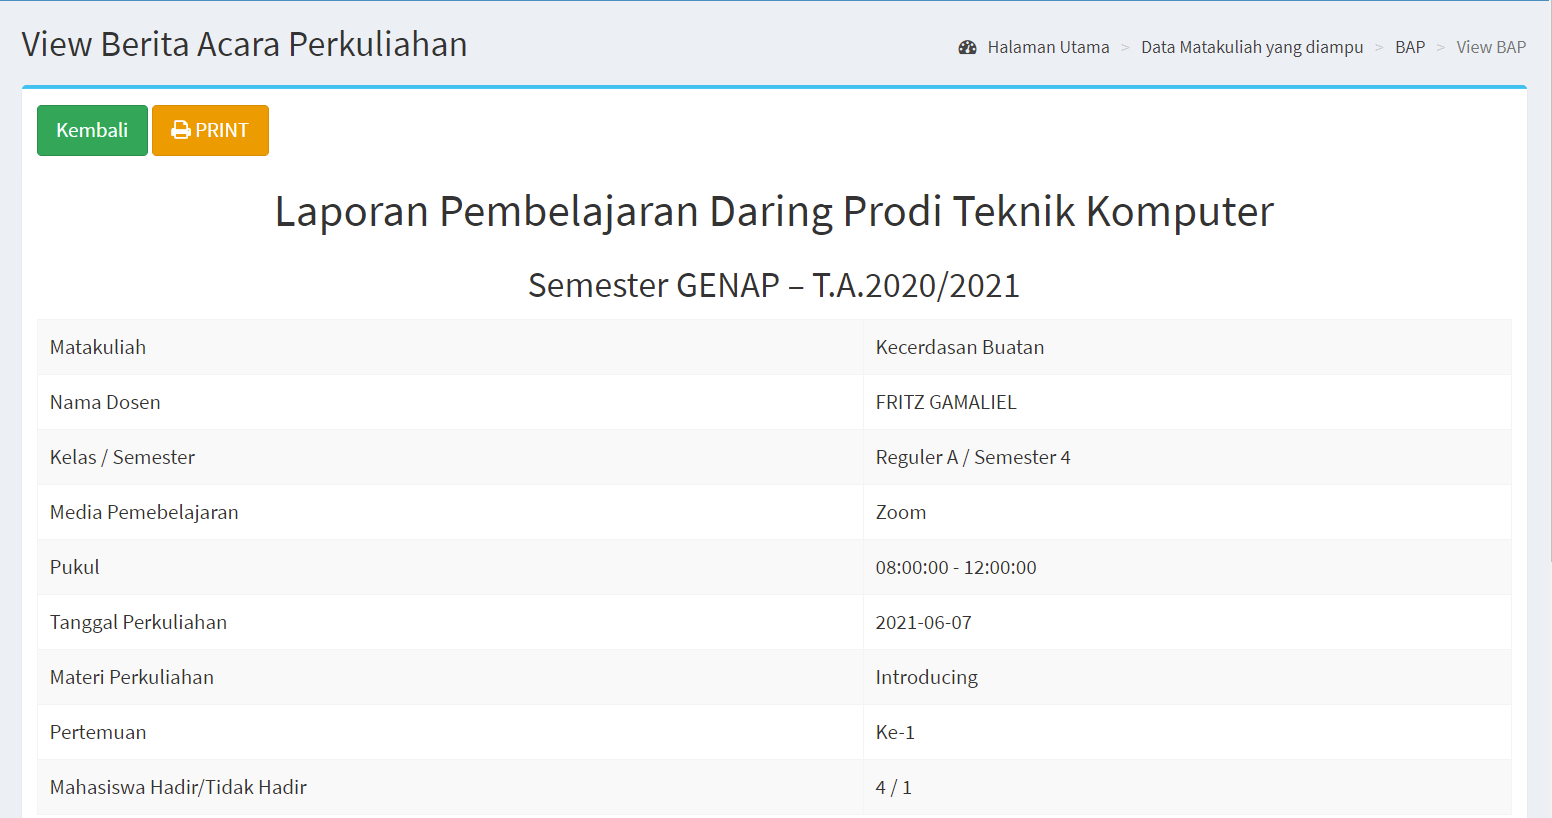 View Berita Acara Perkuliahan
Halaman Utama > Data Matakuliah yang diampu > BAP > View BAP
Kembali PRINT
Laporan Pembelajaran Daring Prodi Teknik Komputer
Semester GENAP – T.A.2020/2021
Matakuliah Kecerdasan Buatan
Nama Dosen FRITZ GAMALIEL
Kelas / Semester Reguler A / Semester 4
Media Pemebelajaran Zoom
Pukul 08:00:00 - 12:00:00
Tanggal Perkuliahan 2021-06-07
Materi Perkuliahan Introducing
Pertemuan Ke-1
Mahasiswa Hadir/Tidak Hadir 4 / 1